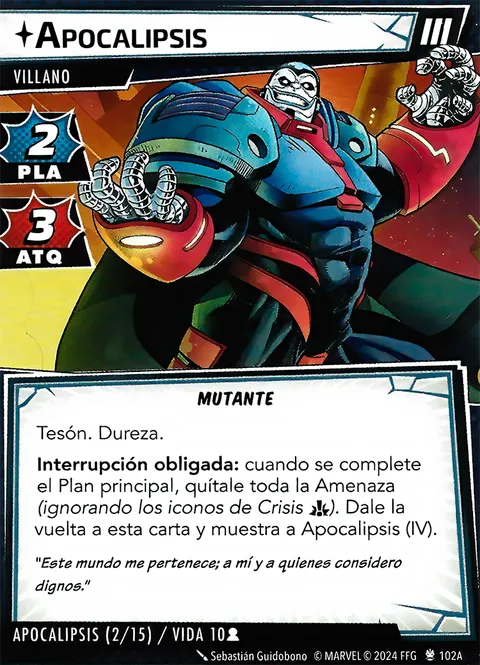 APOCALIPSIS
III
VILLANO
2
PLA
3
ATQ
MUTANTE
Tesón. Dureza.
Interrupción obligada: cuando se complete
el Plan principal, quítale toda la Amenaza
(ignorando los iconos de Crisis). Dale la
vuelta a esta carta y muestra a Apocalipsis (IV).
"Este mundo me pertenece; a mí y a quienes considero
dignos."
APOCALIPSIS (2/15) / VIDA 10
Sebastián Guidobono © MARVEL © 2024 FFG 102A